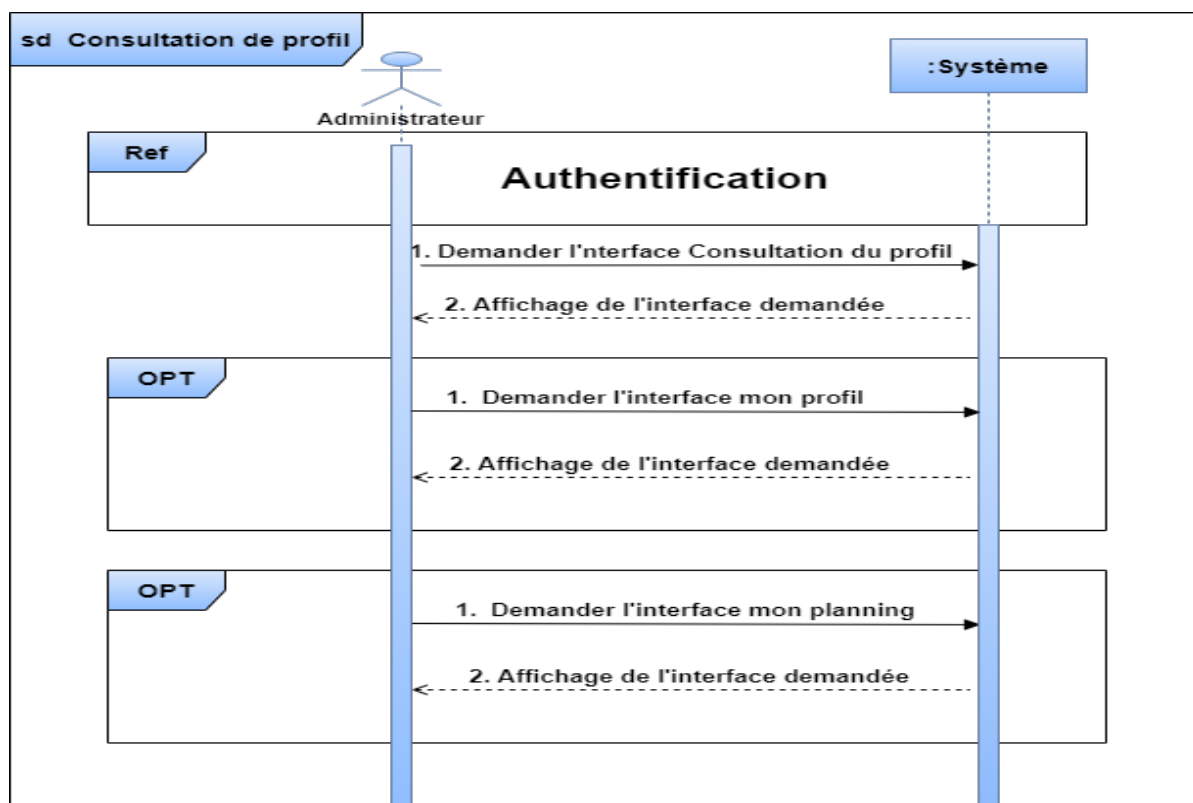 sd Consultation de profil
:Système
Administrateur
Ref
Authentification
1. Demander l'nterface Consultation du profil
2. Affichage de l'interface demandée
OPT
1. Demander l'interface mon profil
2. Affichage de l'interface demandée
OPT
1. Demander l'interface mon planning
2. Affichage de l'interface demandée